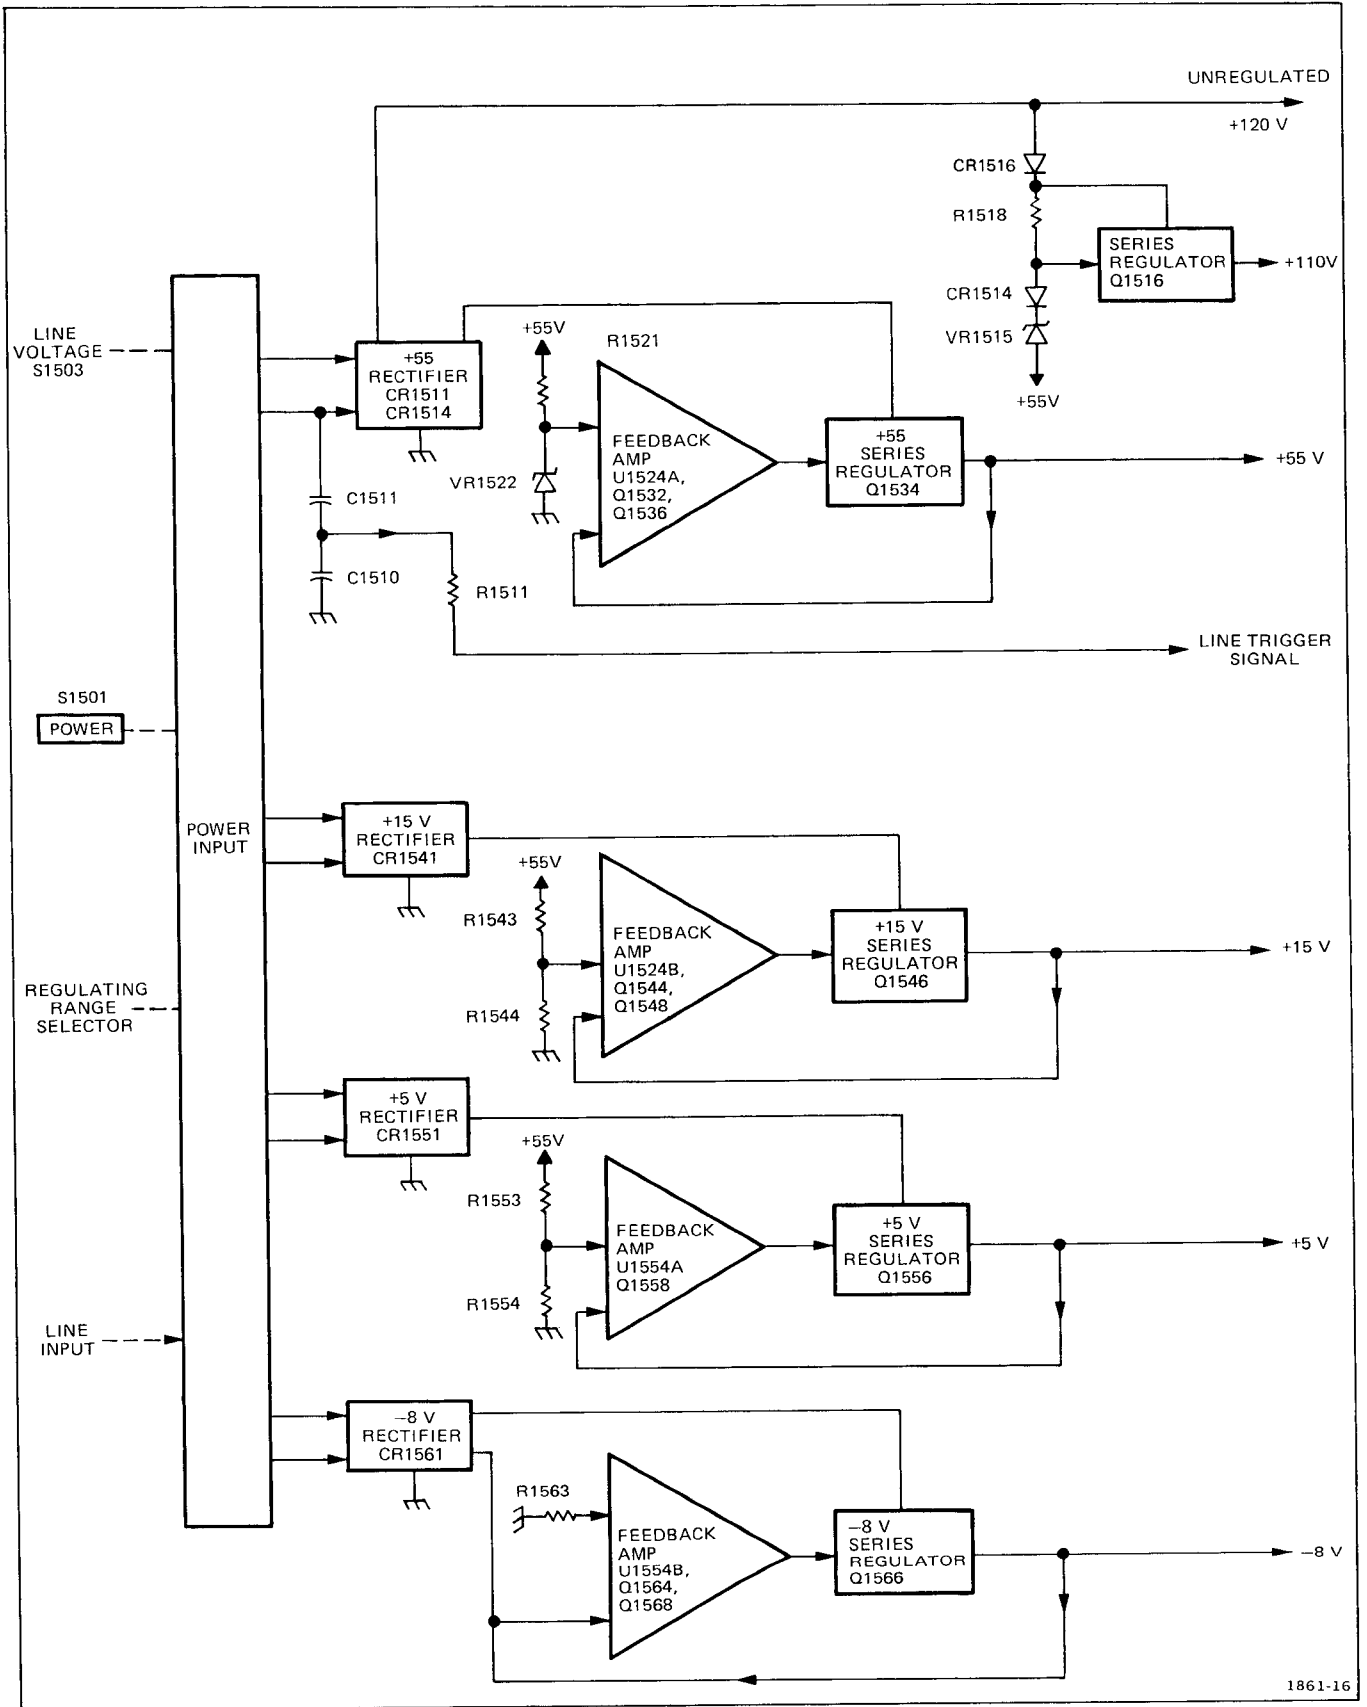 UNREGULATED
+120 V
CR1516
R1518
SERIES
REGULATOR
Q1516
+110V
CR1514
VR1515
+55V
LINE
VOLTAGE
S1503
+55
RECTIFIER
CR1511
CR1514
+55V
R1521
FEEDBACK
AMP
U1524A,
Q1532,
Q1536
VR1522
+55
SERIES
REGULATOR
Q1534
+55 V
C1511
C1510
R1511
LINE TRIGGER
SIGNAL
S1501
POWER
POWER
INPUT
+15 V
RECTIFIER
CR1541
+55V
R1543
R1544
FEEDBACK
AMP
U1524B,
Q1544,
Q1548
+15 V
SERIES
REGULATOR
Q1546
+15 V
REGULATING
RANGE
SELECTOR
+5 V
RECTIFIER
CR1551
+55V
R1553
R1554
FEEDBACK
AMP
U1554A
Q1558
+5 V
SERIES
REGULATOR
Q1556
+5 V
LINE
INPUT
−8 V
RECTIFIER
CR1561
R1563
FEEDBACK
AMP
U1554B,
Q1564,
Q1568
−8 V
SERIES
REGULATOR
Q1566
−8 V
1861-16